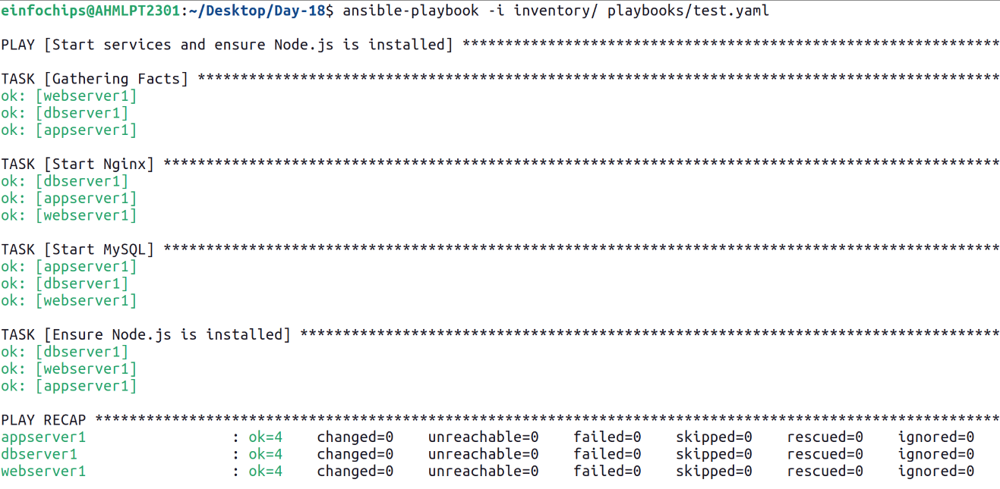 einfochips@AHMLPT2301:~/Desktop/Day-18$ ansible-playbook -i inventory/ playbooks/test.yaml
PLAY [Start services and ensure Node.js is installed] ***************************************************************
TASK [Gathering Facts] **********************************************************************************************
ok: [webserver1]
ok: [dbserver1]
ok: [appserver1]
TASK [Start Nginx] **************************************************************************************************
ok: [dbserver1]
ok: [appserver1]
ok: [webserver1]
TASK [Start MySQL] **************************************************************************************************
ok: [appserver1]
ok: [dbserver1]
ok: [webserver1]
TASK [Ensure Node.js is installed] **********************************************************************************
ok: [dbserver1]
ok: [webserver1]
ok: [appserver1]
PLAY RECAP **********************************************************************************************************
appserver1                 : ok=4    changed=0    unreachable=0    failed=0    skipped=0    rescued=0    ignored=0
dbserver1                  : ok=4    changed=0    unreachable=0    failed=0    skipped=0    rescued=0    ignored=0
webserver1                 : ok=4    changed=0    unreachable=0    failed=0    skipped=0    rescued=0    ignored=0